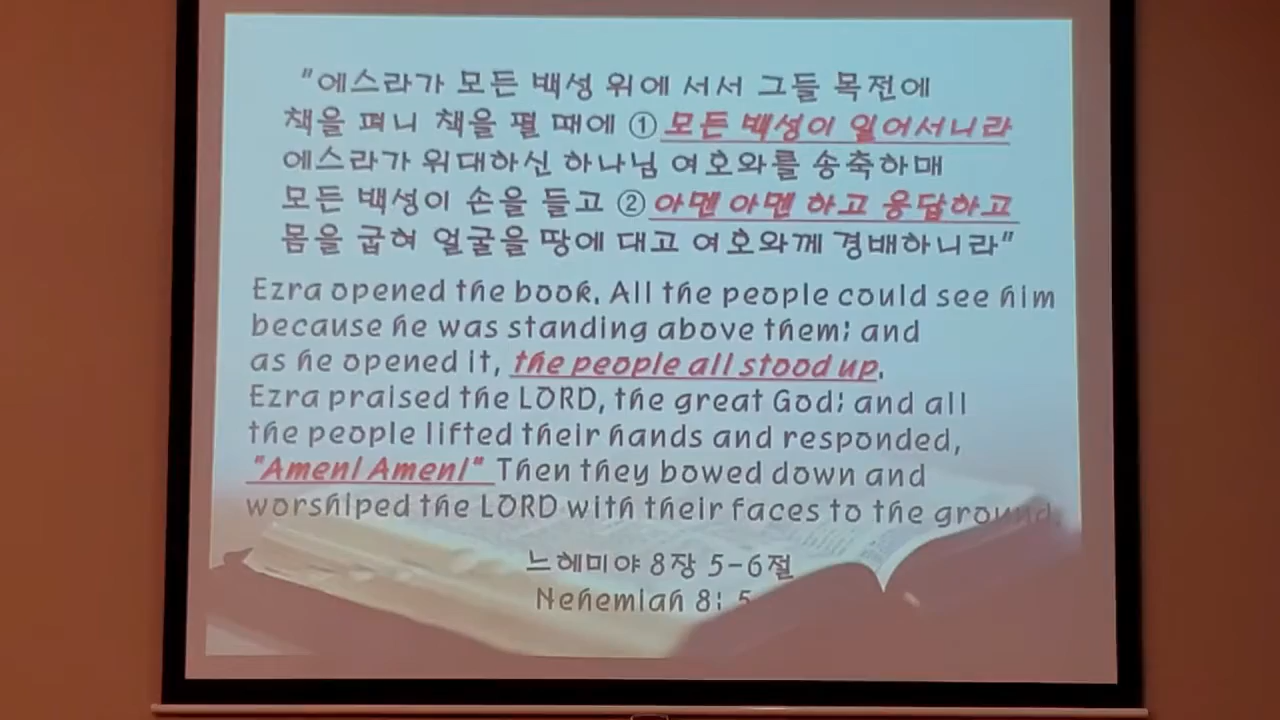 "에스라가 모든 백성 위에 서서 그들 목전에
책을 펴니 책을 펼 때에 ① 모든 백성이 일어서니라
에스라가 위대하신 하나님 여호와를 송축하매
모든 백성이 손을 들고 ② 아멘 아멘 하고 응답하고
몸을 굽혀 얼굴을 땅에 대고 여호와께 경배하니라"
Ezra opened the book. All the people could see him
because he was standing above them; and
as he opened it, the people all stood up.
Ezra praised the LORD, the great God; and all
the people lifted their hands and responded,
"Amen! Amen!" Then they bowed down and
worshiped the LORD with their faces to the ground.
느헤미야 8장 5-6절
Nehemiah 8: 5